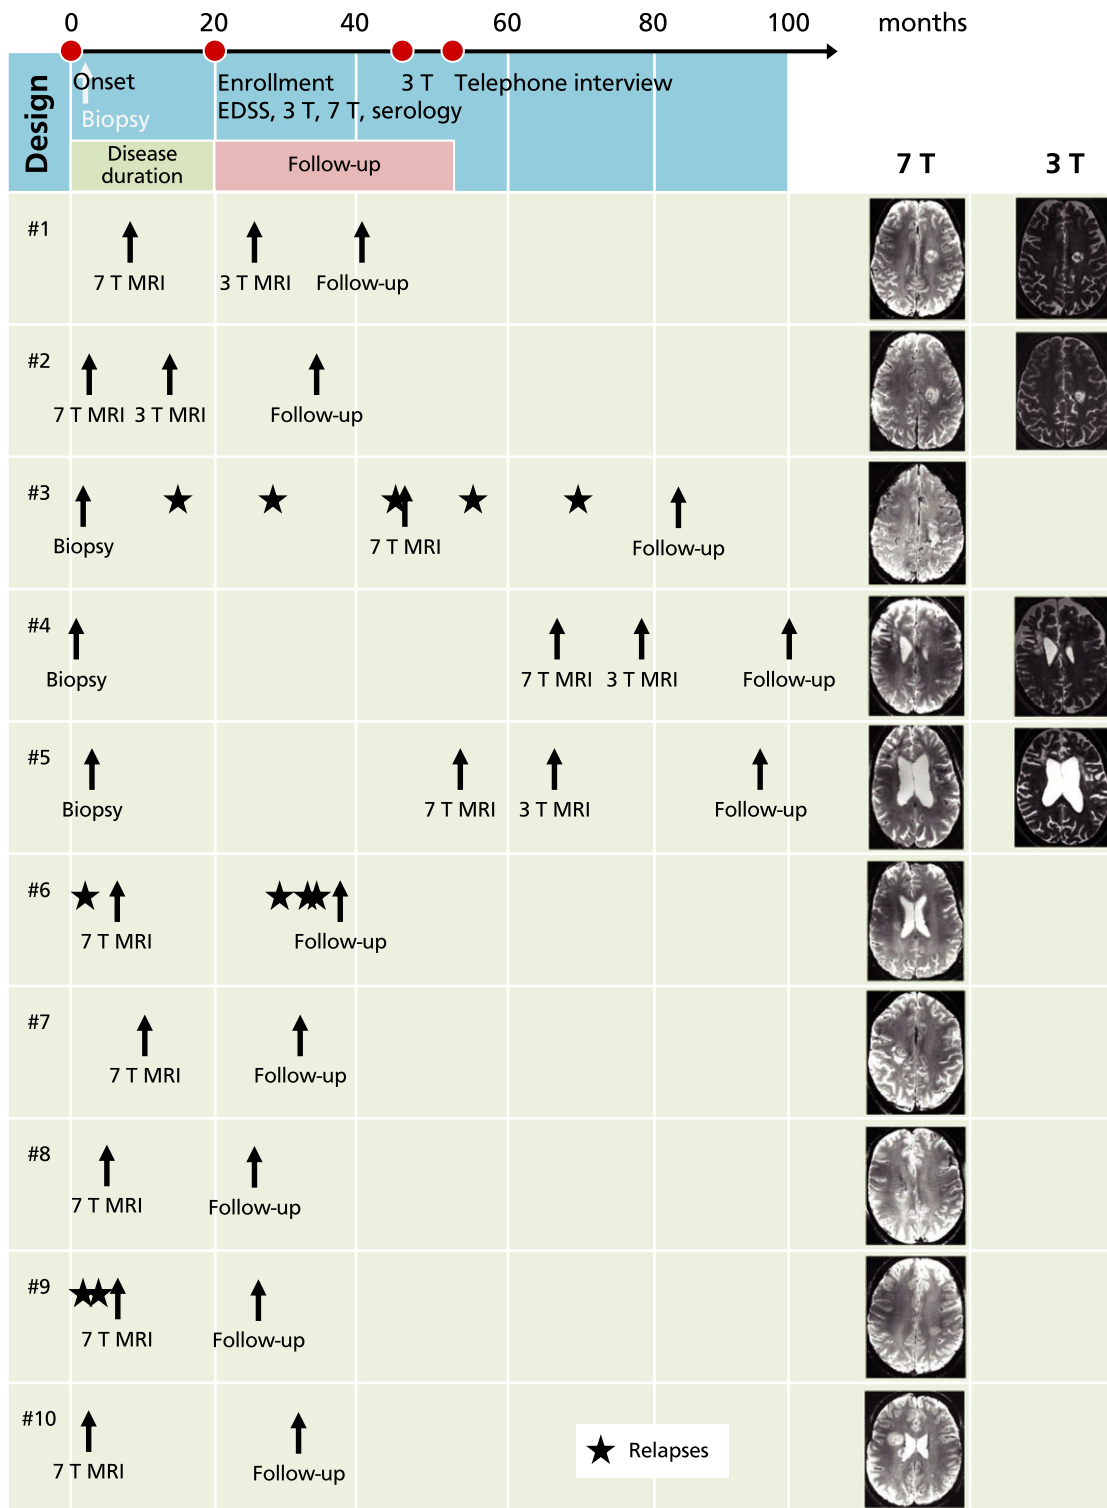 0 20 40 60 80 100 months
Onset
Biopsy
Enrollment
EDSS, 3 T, 7 T, serology
3 T
Telephone interview
Design
Disease
duration
Follow-up
7 T 3 T
#1
7 T MRI 3 T MRI Follow-up
#2
7 T MRI 3 T MRI Follow-up
#3
Biopsy 7 T MRI Follow-up
#4
Biopsy 7 T MRI 3 T MRI Follow-up
#5
Biopsy 7 T MRI 3 T MRI Follow-up
#6
7 T MRI Follow-up
#7
7 T MRI Follow-up
#8
7 T MRI Follow-up
#9
7 T MRI Follow-up
#10
7 T MRI Follow-up
Relapses